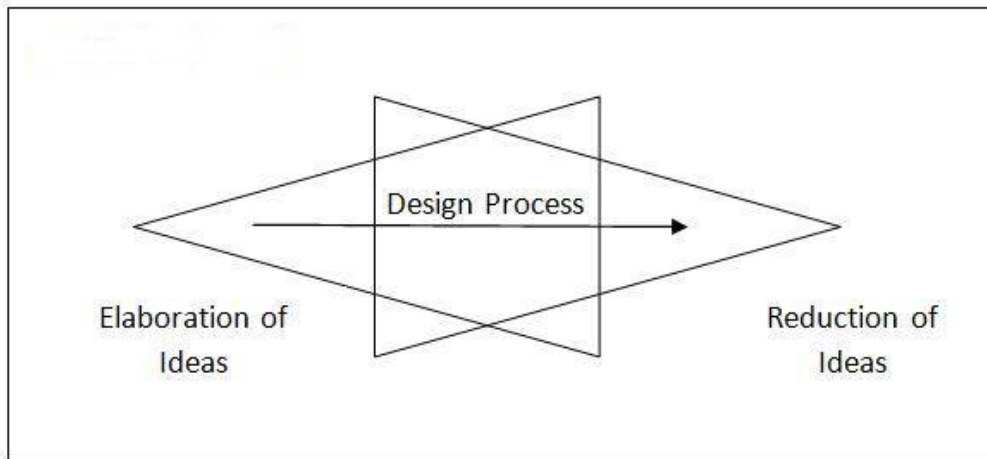 Design Process
Elaboration of
Ideas
Reduction of
Ideas